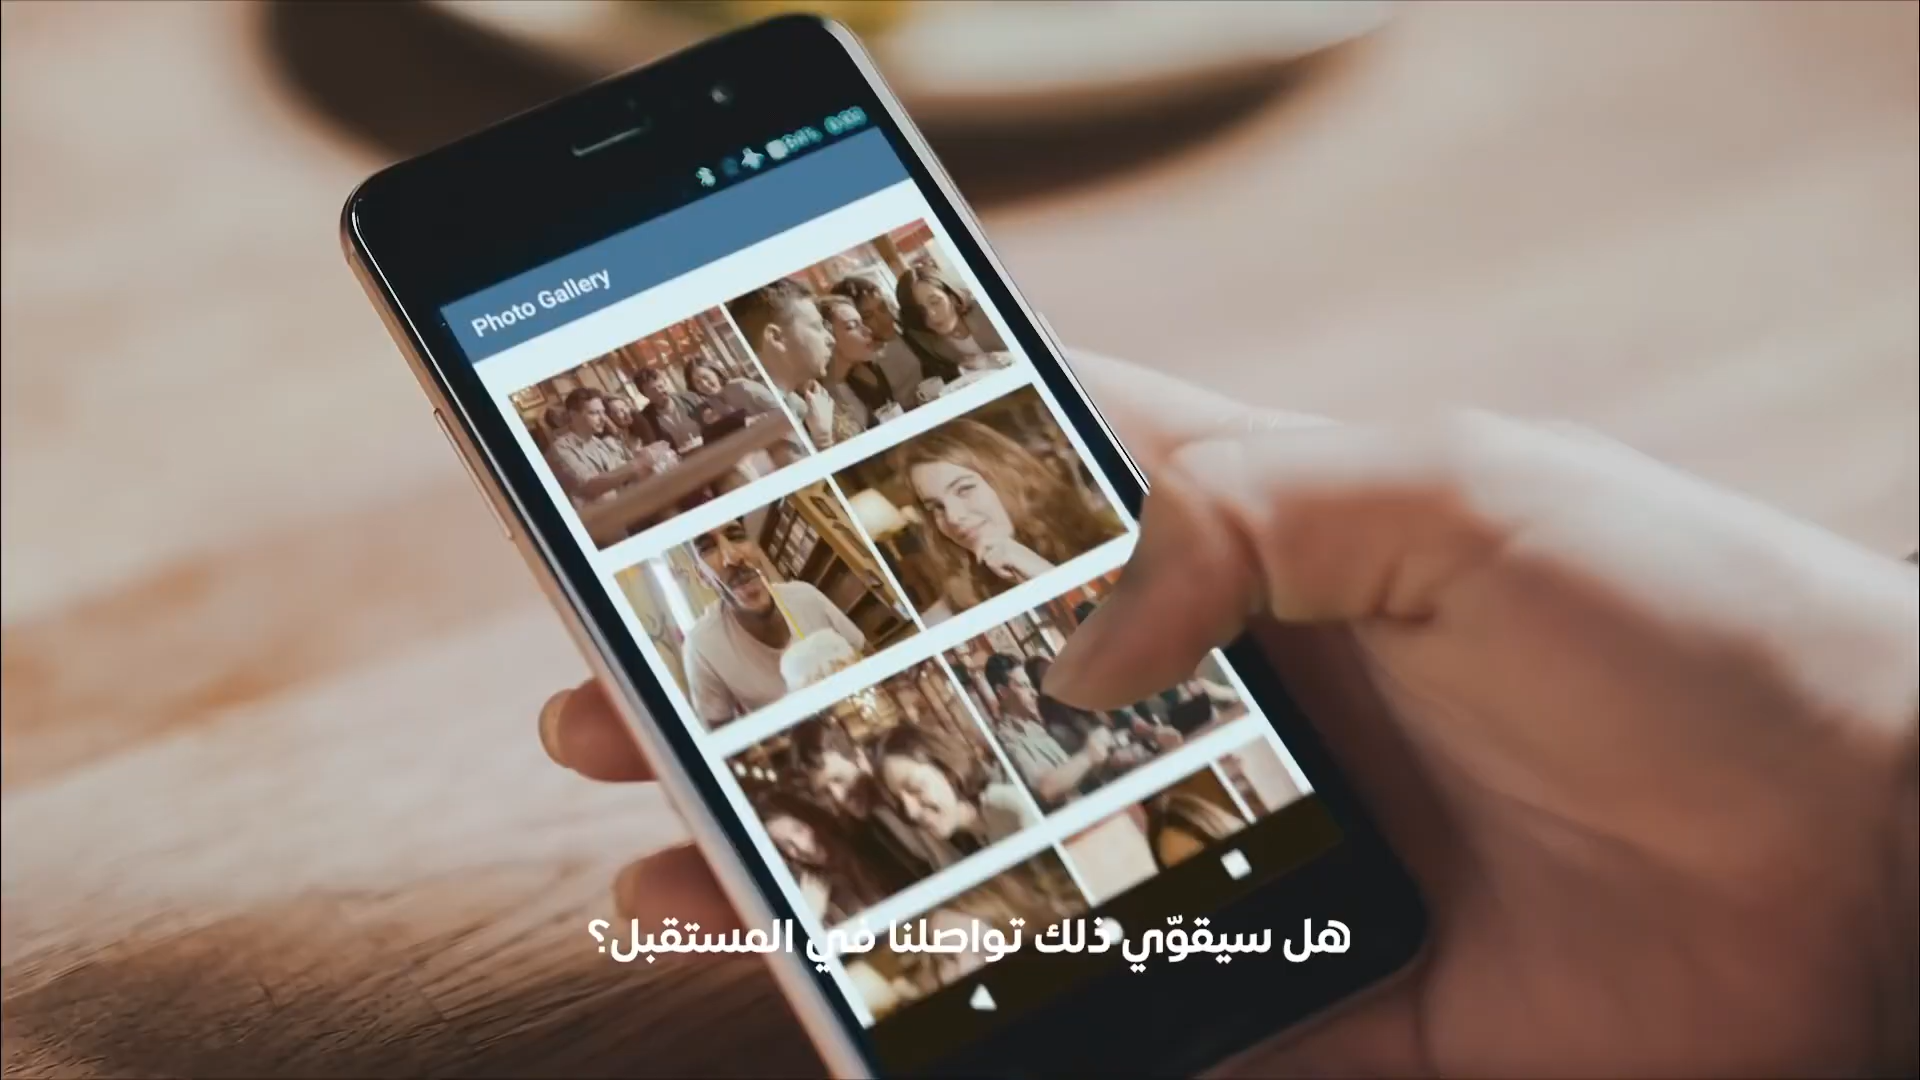 Photo Gallery
هل سيقوّي ذلك تواصلنا في المستقبل؟